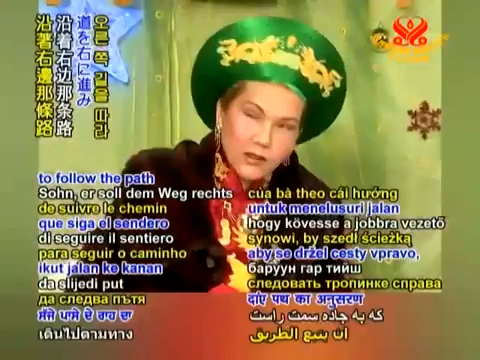 오른 쪽 길을 따라
道を右に進み
沿着右边那条路
沿著右邊那條路
to follow the path
Sohn, er soll dem Weg rechts
de suivre le chemin
que siga el sendero
di seguire il sentiero
para seguir o caminho
ikut jalan ke kanan
da slijedi put
да следва пътя
ਸੱਜੇ ਪਾਸੇ ਦੇ ਰਾਹ ਦਾ
เดินไปตามทาง
của bà theo cái hướng
untuk menelusuri jalan
hogy kövesse a jobbra vezető
synowi, by szedł ścieżką
aby se držel cesty vpravo,
баруун гар тийш
следовать тропинке справа
दाएँ पथ का अनुसरण
که به جاده سمت راست
ان يتبع الطريق